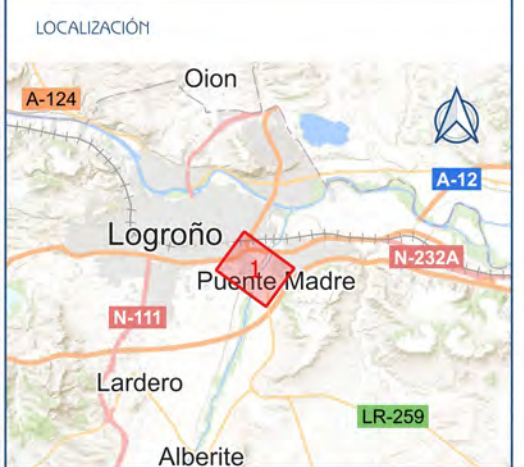 LOCALIZACIÓN
Oion
A-124
A-12
Logroño
N-232A
1
Puente Madre
N-111
Lardero
LR-259
Alberite